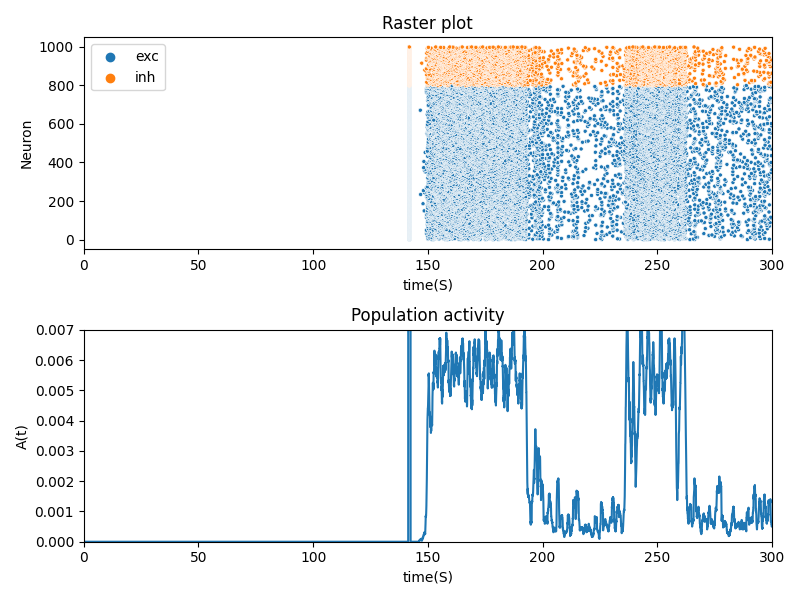 Raster plot
exc
inh
1000
800
600
400
200
0
Neuron
0 50 100 150 200 250 300
time(S)
Population activity
0.007
0.006
0.005
0.004
0.003
0.002
0.001
0.000
A(t)
0 50 100 150 200 250 300
time(S)